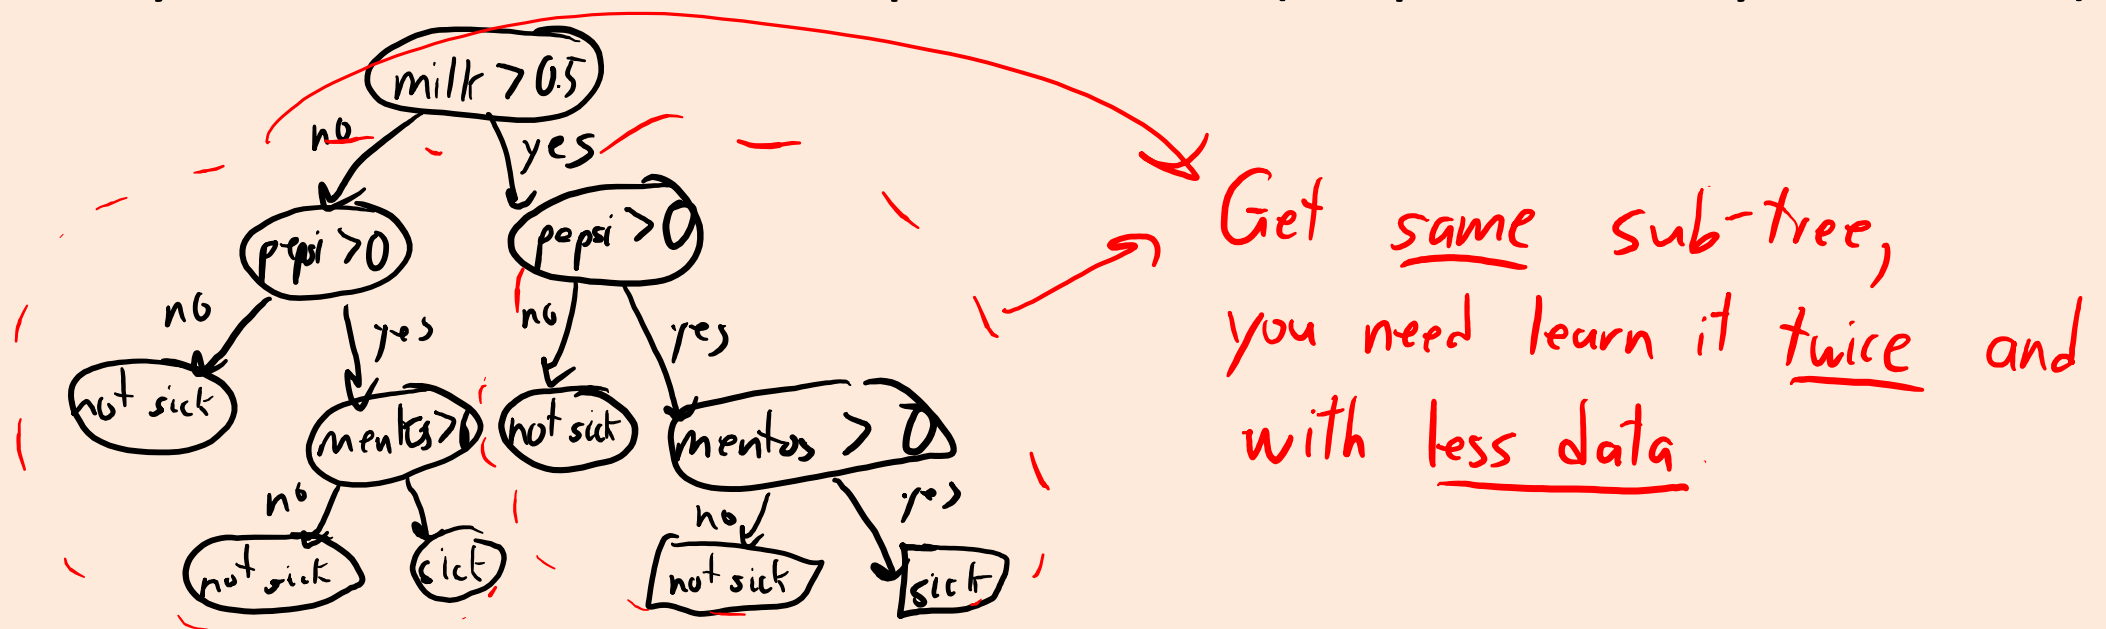 milk > 0.5
no
yes
pepsi > 0
pepsi > 0
no
yes
no
yes
not sick
mentos > 0
not sick
mentos > 0
no
no
yes
not sick
sick
not sick
sick
Get same sub-tree,
you need learn it twice and
with less data